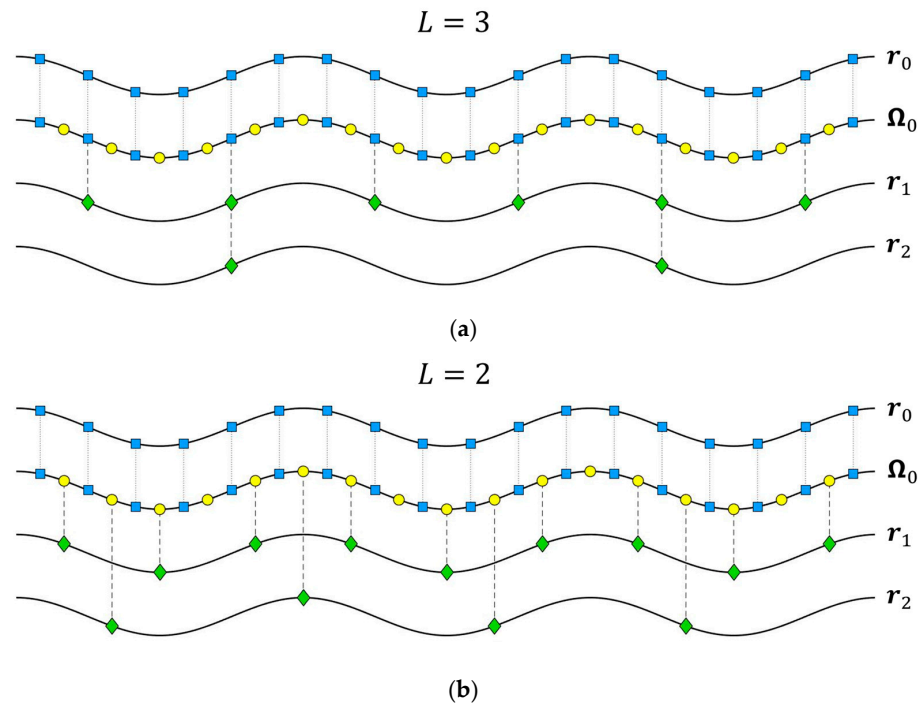 L = 3
r₀
Ω₀
r₁
r₂
(a)
L = 2
r₀
Ω₀
r₁
r₂
(b)